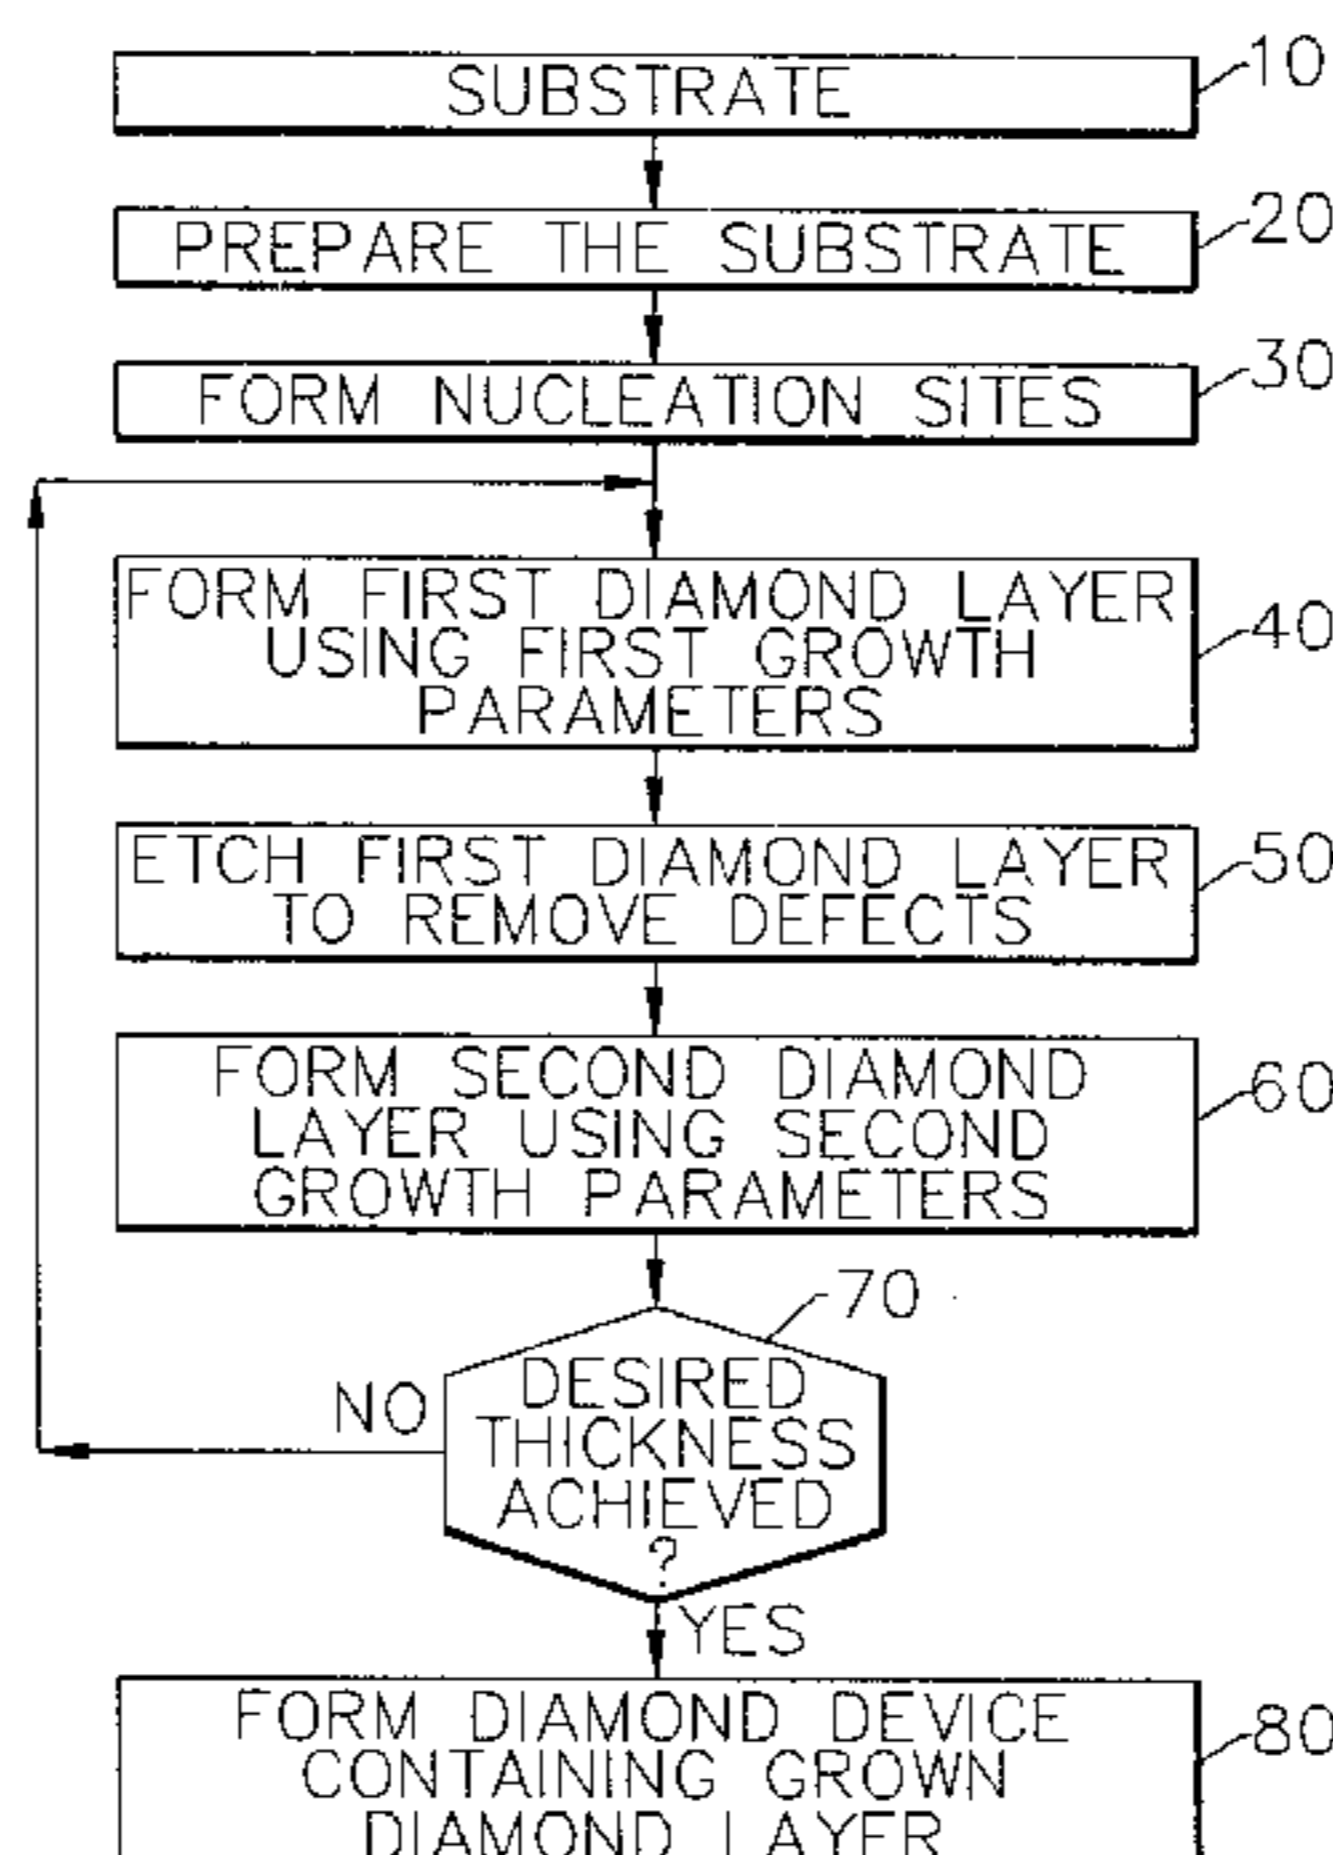 SUBSTRATE
10
PREPARE THE SUBSTRATE
20
FORM NUCLEATION SITES
30
FORM FIRST DIAMOND LAYER
USING FIRST GROWTH
PARAMETERS
40
ETCH FIRST DIAMOND LAYER
TO REMOVE DEFECTS
50
FORM SECOND DIAMOND
LAYER USING SECOND
GROWTH PARAMETERS
60
70
DESIRED
THICKNESS
ACHIEVED
?
NO
YES
FORM DIAMOND DEVICE
CONTAINING GROWN
DIAMOND LAYER
80